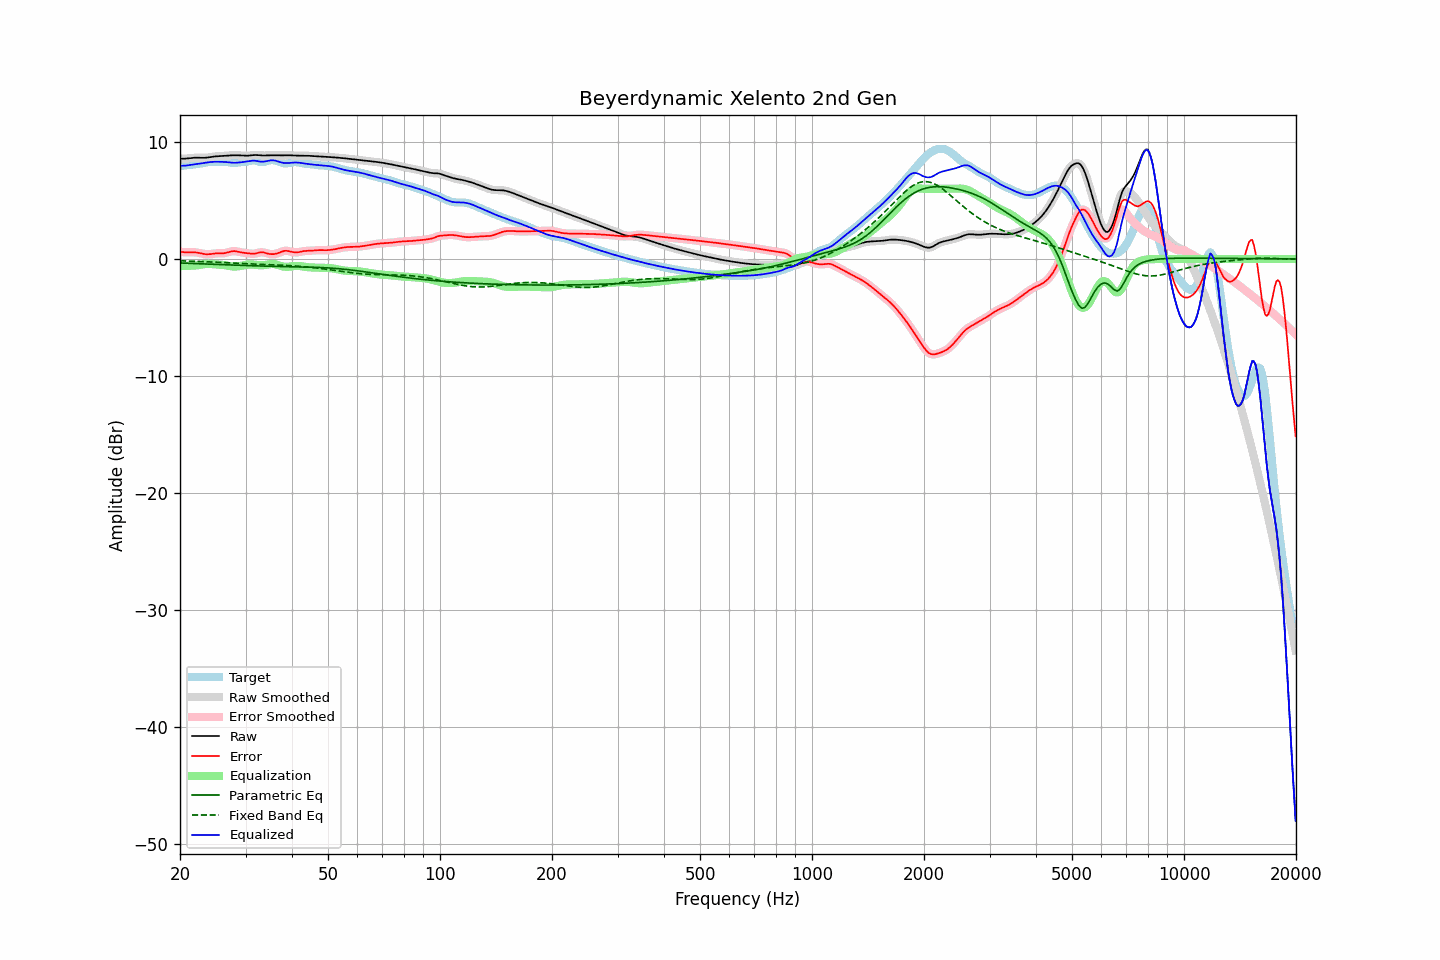 Beyerdynamic Xelento 2nd Gen
10
0
−10
−20
−30
−40
−50
Amplitude (dBr)
Target
Raw Smoothed
Error Smoothed
Raw
Error
Equalization
Parametric Eq
Fixed Band Eq
Equalized
20 50 100 200 500 1000 2000 5000 10000 20000
Frequency (Hz)